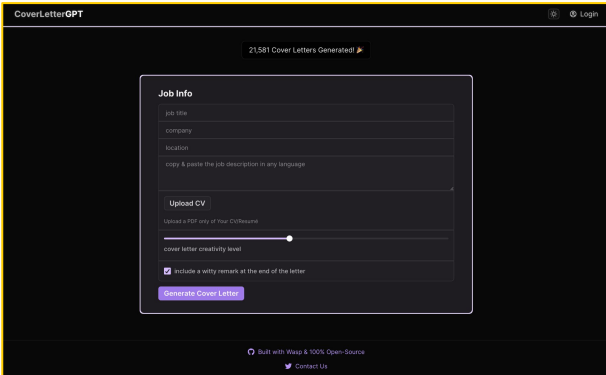 CoverLetterGPT
Login
21,581 Cover Letters Generated! 🎉
Job Info
job title
company
location
copy & paste the job description in any language
Upload CV
Upload a PDF only of Your CV/Resumé
cover letter creativity level
include a witty remark at the end of the letter
Generate Cover Letter
Built with Wasp & 100% Open-Source
Contact Us